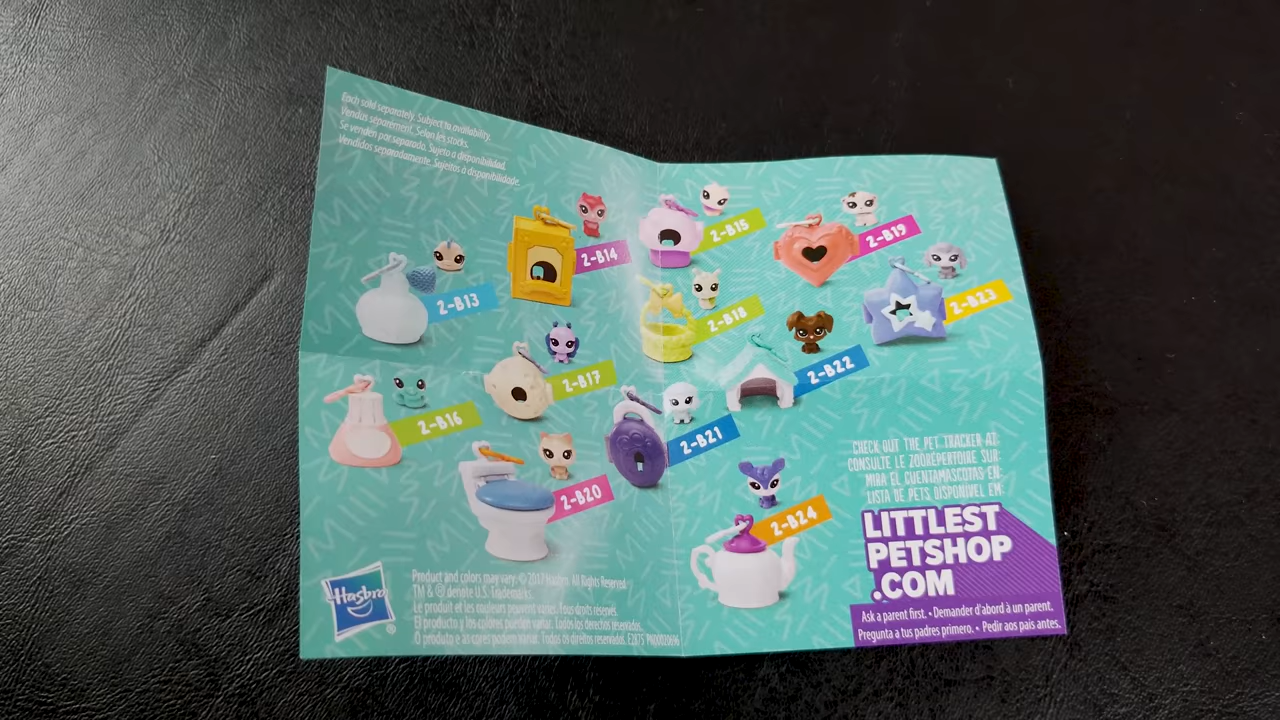 Each sold separately. Subject to availability.
Vendus séparément. Selon les stocks.
Se venden por separado. Sujeto a disponibilidad.
Vendidos separadamente. Sujeitos à disponibilidade.
2-B13
2-B14
2-B15
2-B19
2-B23
2-B18
2-B17
2-B22
2-B16
2-B21
2-B20
2-B24
CHECK OUT THE PET TRACKER AT:
CONSULTE LE ZOORÉPERTOIRE SUR:
MIRA EL CUENTAMASCOTAS EN:
LISTA DE PETS DISPONÍVEL EM:
LITTLEST
PETSHOP
.COM
Ask a parent first. • Demander d'abord à un parent.
Pregunta a tus padres primero. • Pedir aos pais antes.
Hasbro
®
Product and colors may vary. © 2017 Hasbro. All Rights Reserved.
TM & ® denote U.S. Trademarks.
Le produit et les couleurs peuvent varier. Tous droits réservés.
El producto y los colores pueden variar. Todos los derechos reservados.
O produto e as cores podem variar. Todos os direitos reservados. E2875